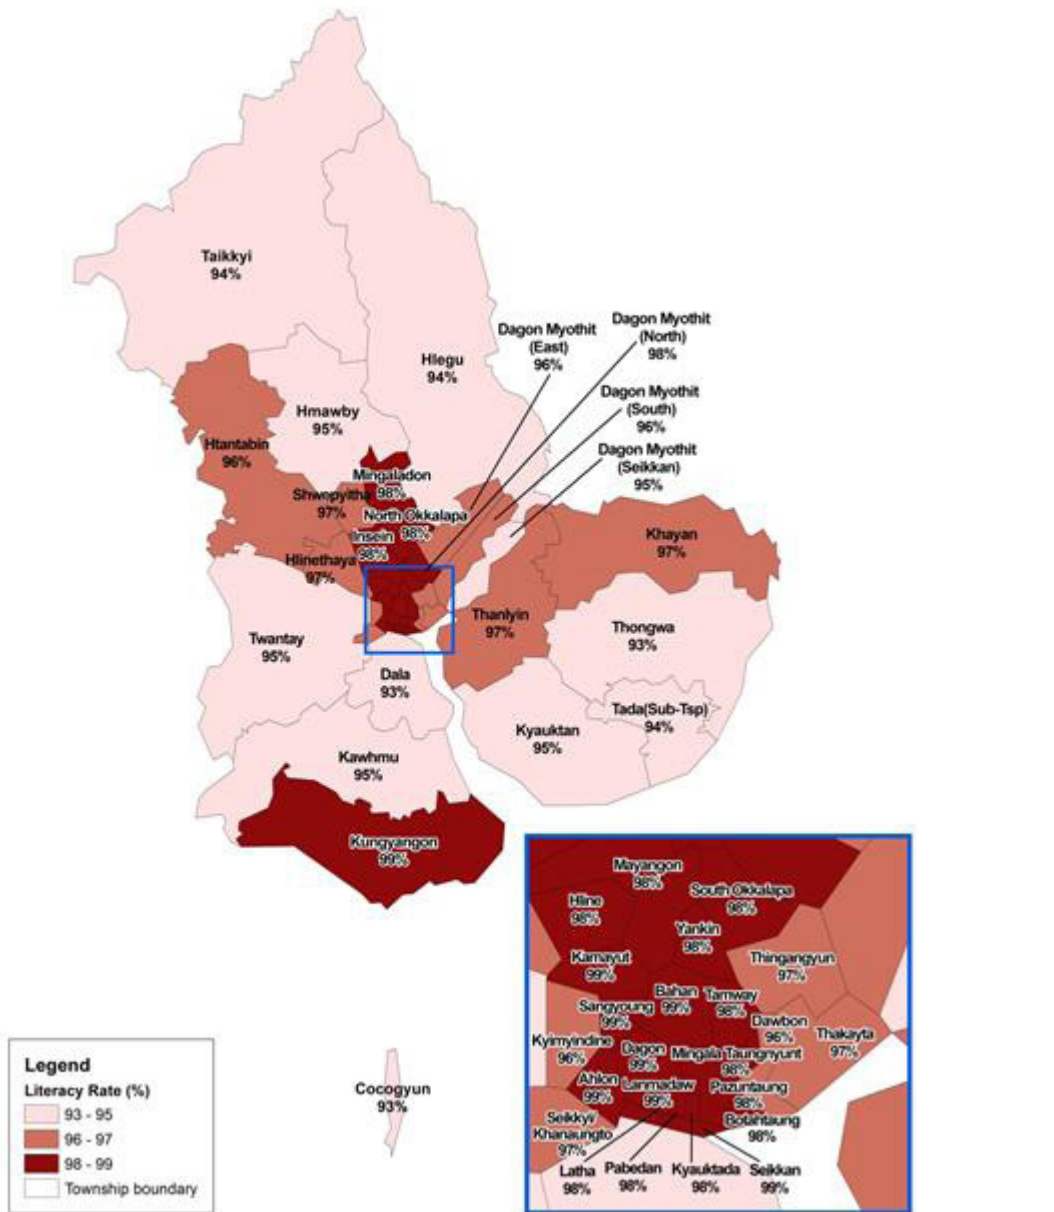 Taikkyi
94%
Hlegu
94%
Dagon Myothit
(East)
96%
Dagon Myothit
(North)
98%
Dagon Myothit
(South)
96%
Dagon Myothit
(Seikkan)
95%
Hmawby
95%
Htantabin
96%
Mingaladon
98%
Shwepyitha
97%
North Okkalapa
98%
Insein
98%
Hlinethaya
97%
Khayan
97%
Thanlyin
97%
Thongwa
93%
Twantay
95%
Dala
93%
Tada(Sub-Tsp)
94%
Kyauktan
95%
Kawhmu
95%
Kungyangon
99%
Cocogyun
93%
Mayangon
98%
South Okkalapa
98%
Hline
98%
Yankin
98%
Kamayut
99%
Thingangyun
97%
Bahan
99%
Tamway
98%
Sangyoung
99%
Dawbon
96%
Thakayta
97%
Kyimyindine
96%
Dagon
99%
Mingala Taungnyunt
98%
Ahlon
99%
Lanmadaw
99%
Pazuntaung
98%
Botahtaung
98%
Seikkyi/
Khanaungto
97%
Latha
98%
Pabedan
98%
Kyauktada
98%
Seikkan
99%
Legend
Literacy Rate (%)
93 - 95
96 - 97
98 - 99
Township boundary